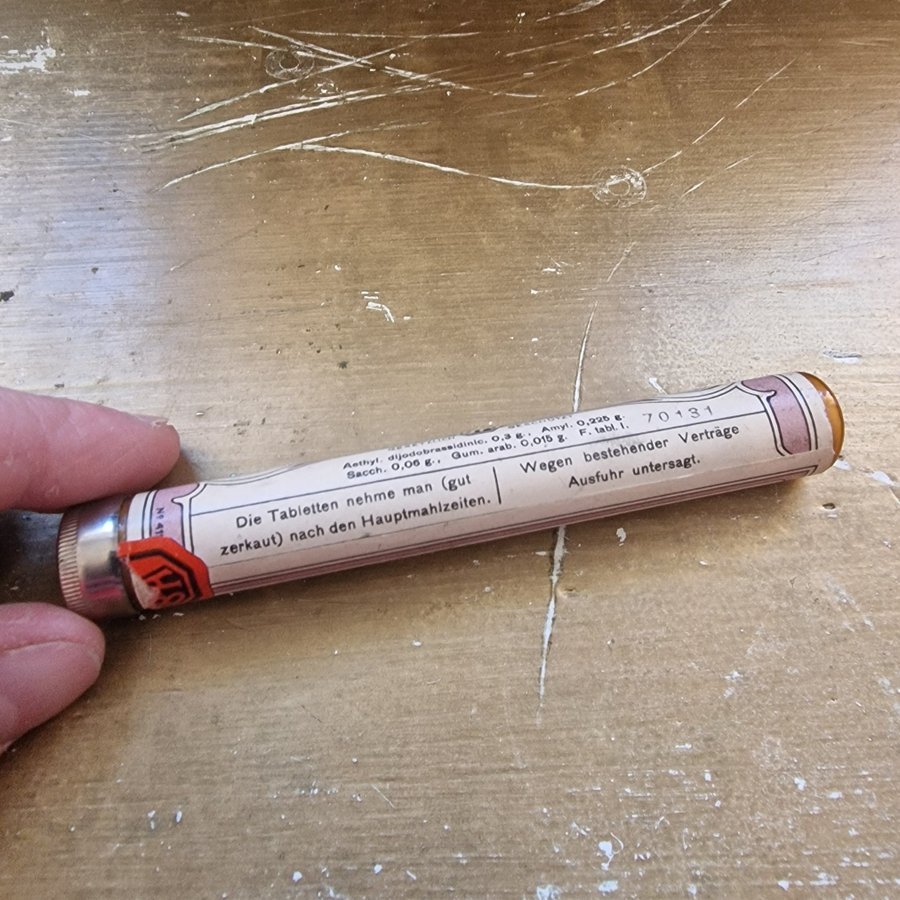 Aethyl. dijodobrassidinic. 0,3 g., Amyl. 0,225 g.
Sacch. 0,06 g., Gum. arab. 0,015 g. F. tabl. I.
70131
Die Tabletten nehme man (gut
zerkaut) nach den Hauptmahlzeiten.
Wegen bestehender Verträge
Ausfuhr untersagt.